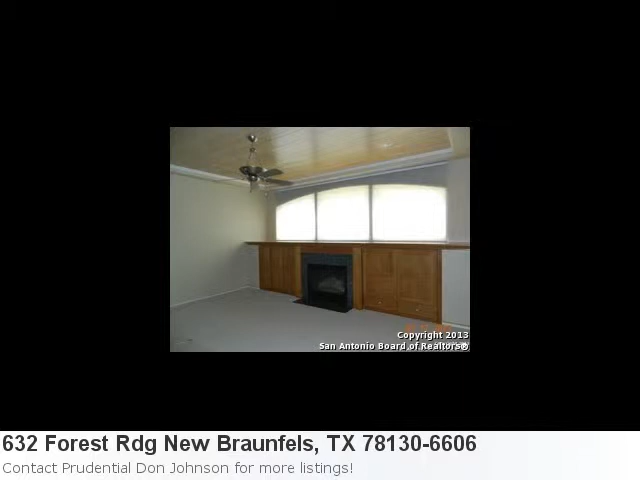 Copyright 2013
San Antonio Board of Realtors®
632 Forest Rdg New Braunfels, TX 78130-6606
Contact Prudential Don Johnson for more listings!